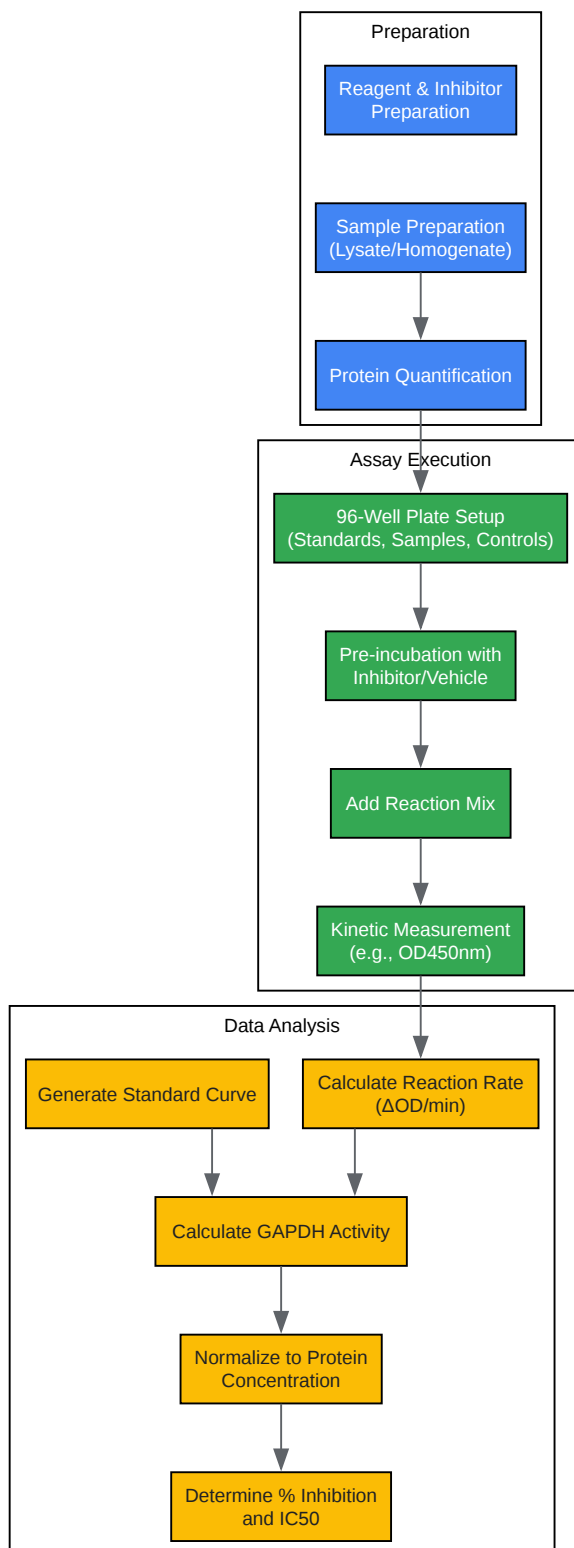 Preparation
Reagent & Inhibitor
Preparation
Sample Preparation
(Lysate/Homogenate)
Protein Quantification
Assay Execution
96-Well Plate Setup
(Standards, Samples, Controls)
Pre-incubation with
Inhibitor/Vehicle
Add Reaction Mix
Kinetic Measurement
(e.g., OD450nm)
Data Analysis
Generate Standard Curve
Calculate Reaction Rate
(ΔOD/min)
Calculate GAPDH Activity
Normalize to Protein
Concentration
Determine % Inhibition
and IC50